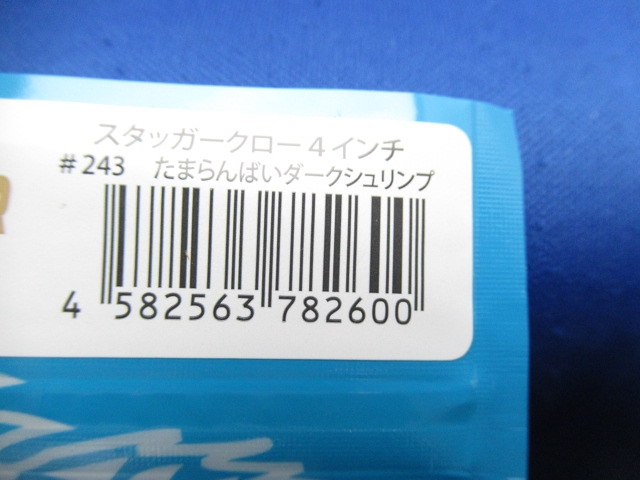 スタッガークロー4インチ
#243 たまらんばいダークシュリンプ
R
4 582563 782600